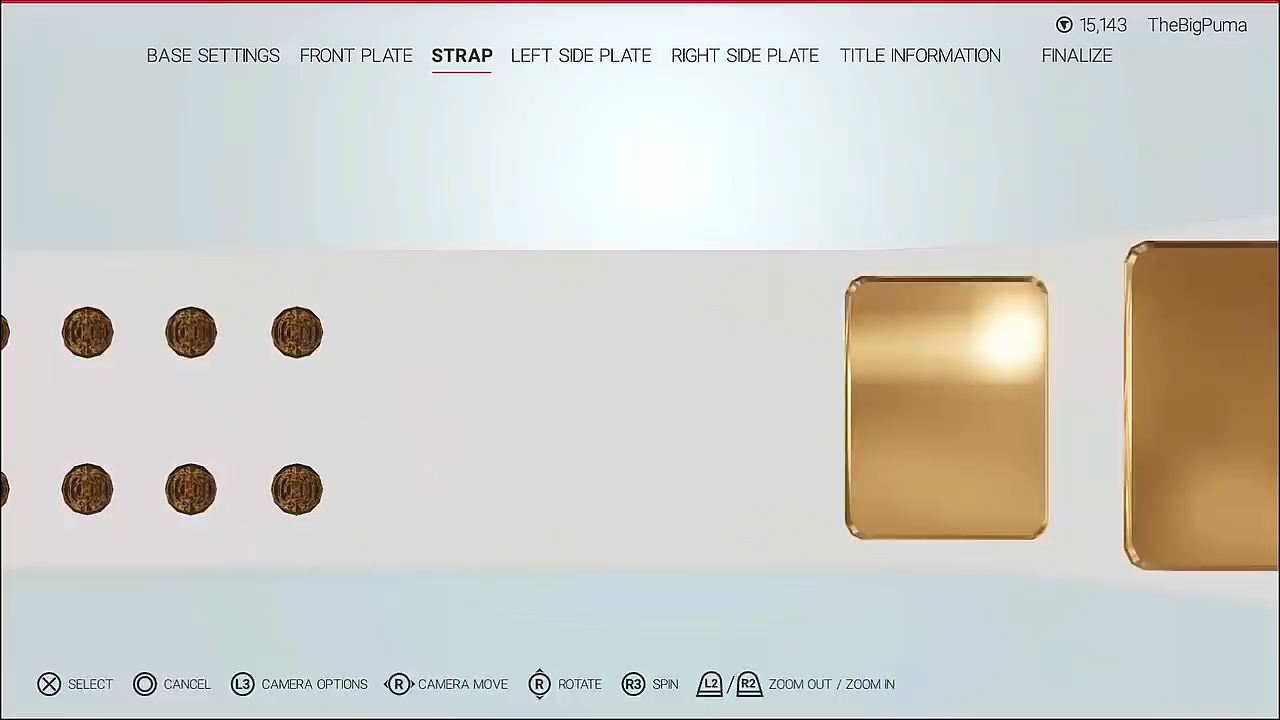 15,143 TheBigPuma
BASE SETTINGS FRONT PLATE STRAP LEFT SIDE PLATE RIGHT SIDE PLATE TITLE INFORMATION FINALIZE
SELECT CANCEL L3 CAMERA OPTIONS R CAMERA MOVE R ROTATE R3 SPIN L2 / R2 ZOOM OUT / ZOOM IN